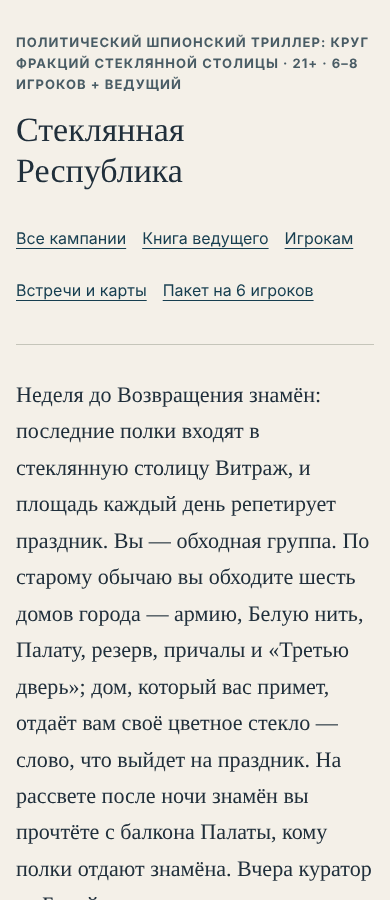 ПОЛИТИЧЕСКИЙ ШПИОНСКИЙ ТРИЛЛЕР: КРУГ
ФРАКЦИЙ СТЕКЛЯННОЙ СТОЛИЦЫ · 21+ · 6–8
ИГРОКОВ + ВЕДУЩИЙ
Стеклянная
Республика
Все кампании Книга ведущего Игрокам
Встречи и карты Пакет на 6 игроков
Неделя до Возвращения знамён:
последние полки входят в
стеклянную столицу Витраж, и
площадь каждый день репетирует
праздник. Вы — обходная группа. По
старому обычаю вы обходите шесть
домов города — армию, Белую нить,
Палату, резерв, причалы и «Третью
дверь»; дом, который вас примет,
отдаёт вам своё цветное стекло —
слово, что выйдет на праздник. На
рассвете после ночи знамён вы
прочтёте с балкона Палаты, кому
полки отдают знамёна. Вчера куратор